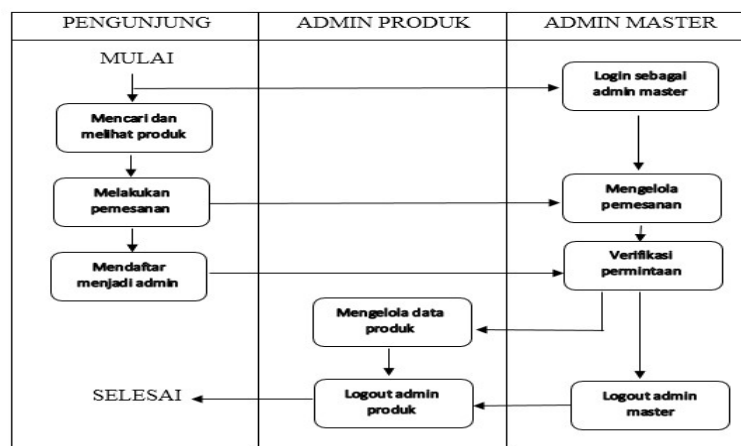 PENGUNJUNG
ADMIN PRODUK
ADMIN MASTER
MULAI
Login sebagai
admin master
Mencari dan
melihat produk
Melakukan
pemesanan
Mengelola
pemesanan
Mendaftar
menjadi admin
Verifikasi
permintaan
Mengelola data
produk
SELESAI
Logout admin
produk
Logout admin
master